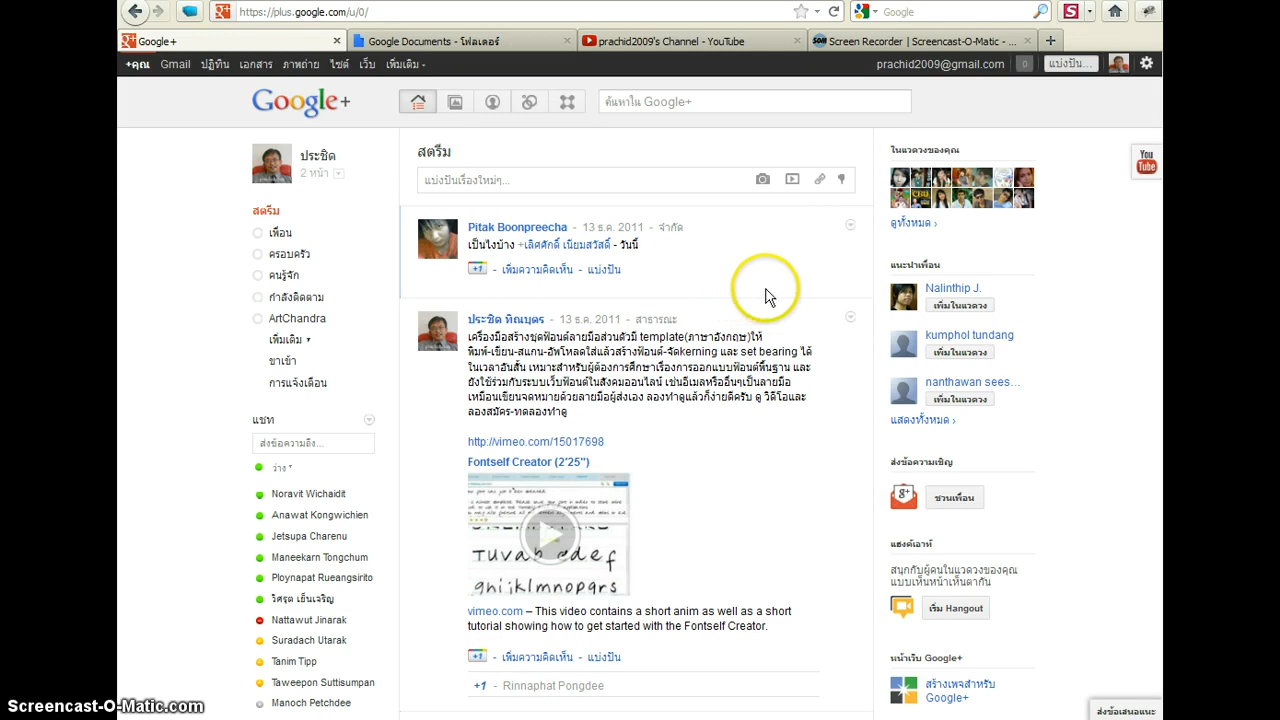 https://plus.google.com/u/0/
Google
Google+
Google Documents - โฟลเดอร์
prachid2009's Channel - YouTube
Screen Recorder | Screencast-O-Matic - ...
+คุณ Gmail ปฏิทิน เอกสาร ภาพถ่าย ไซต์ เว็บ เพิ่มเติม
prachid2009@gmail.com 0 แบ่งปัน...
Google+
ค้นหาใน Google+
ประชิด
2 หน้า
สตรีม
เพื่อน
ครอบครัว
คนรู้จัก
กำลังติดตาม
ArtChandra
เพิ่มเติม
ขาเข้า
การแจ้งเตือน
แชท
ส่งข้อความถึง...
ว่าง
Noravit Wichaidit
Anawat Kongwichien
Jetsupa Charenu
Maneekarn Tongchum
Ploynapat Rueangsirito
วิศรุต เย็นเจริญ
Nattawut Jinarak
Suradach Utarak
Tanim Tipp
Taweepon Suttisumpan
Manoch Petchdee
สตรีม
แบ่งปันเรื่องใหม่ๆ...
Pitak Boonpreecha - 13 ธ.ค. 2011 - จำกัด
เป็นไงบ้าง +เลิศศักดิ์ เนียมสวัสดิ์ - วันนี้
+1 - เพิ่มความคิดเห็น - แบ่งปัน
ประชิด ทิณบุตร - 13 ธ.ค. 2011 - สาธารณะ
เครื่องมือสร้างชุดฟ้อนต์ลายมือส่วนตัวมี template(ภาษาอังกฤษ)ให้
พิมพ์-เขียน-สแกน-อัพโหลดใส่แล้วสร้างฟ้อนต์-จัดkerning และ set bearing ได้
ในเวลาอันสั้น เหมาะสำหรับผู้ต้องการศึกษาเรื่องการออกแบบฟ้อนต์พื้นฐาน และ
ยังใช้ร่วมกับระบบเว็บฟ้อนต์ในสังคมออนไลน์ เช่นอีเมลหรืออื่นๆเป็นลายมือ
เหมือนเขียนจดหมายด้วยลายมือผู้ส่งเอง ลองทำดูแล้วก็ง่ายดีครับ ดู วิดีโอและ
ลองสมัคร-ทดลองทำดู
http://vimeo.com/15017698
Fontself Creator (2'25")
TUVab edef
ghijklmnopqrs
vimeo.com – This video contains a short anim as well as a short
tutorial showing how to get started with the Fontself Creator.
+1 - เพิ่มความคิดเห็น - แบ่งปัน
+1 - Rinnaphat Pongdee
ในแวดวงของคุณ
ดูทั้งหมด ›
แนะนำเพื่อน
Nalinthip J.
เพิ่มในแวดวง
kumphol tundang
เพิ่มในแวดวง
nanthawan sees...
เพิ่มในแวดวง
แสดงทั้งหมด ›
ส่งข้อความเชิญ
ชวนเพื่อน
แฮงค์เอาท์
สนุกกับผู้คนในแวดวงของคุณ
แบบเห็นหน้าเห็นตากัน
เริ่ม Hangout
หน้าเว็บ Google+
สร้างเพจสำหรับ
Google+
You
Tube
ส่งข้อเสนอแนะ
Screencast-O-Matic.com